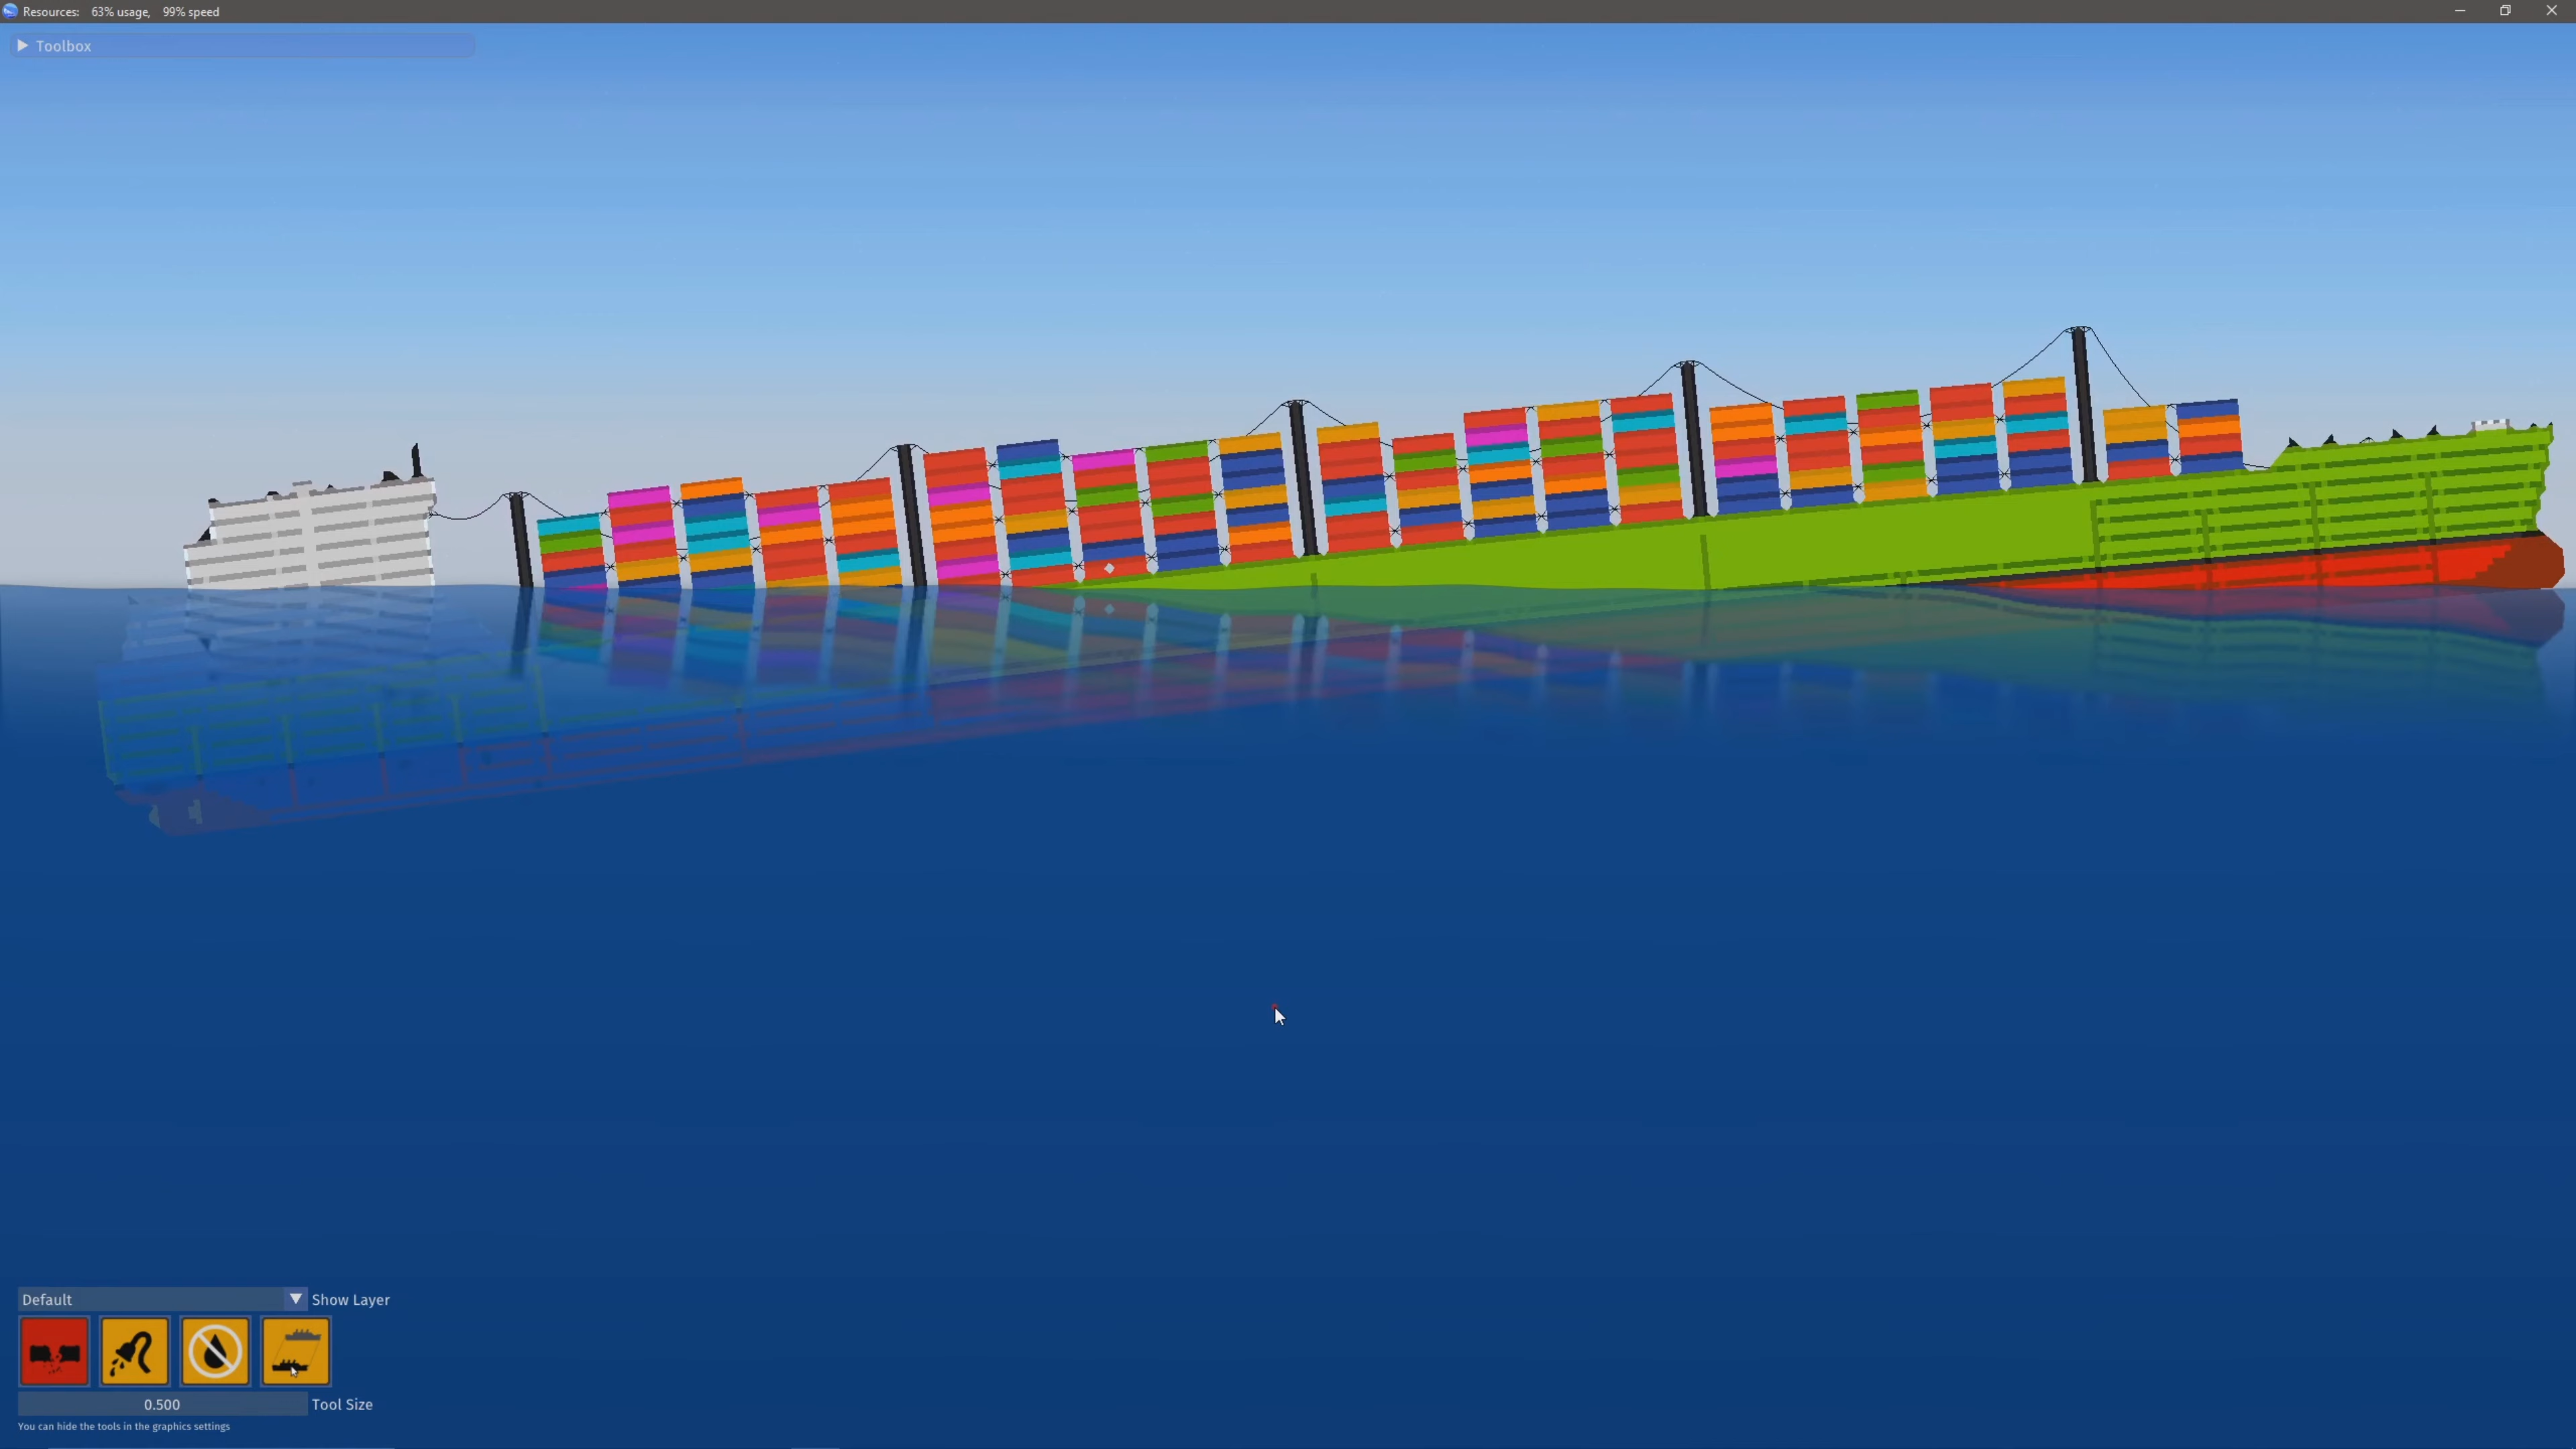 Resources: 63% usage, 99% speed
Toolbox
Default
Show Layer
0.500
Tool Size
You can hide the tools in the graphics settings